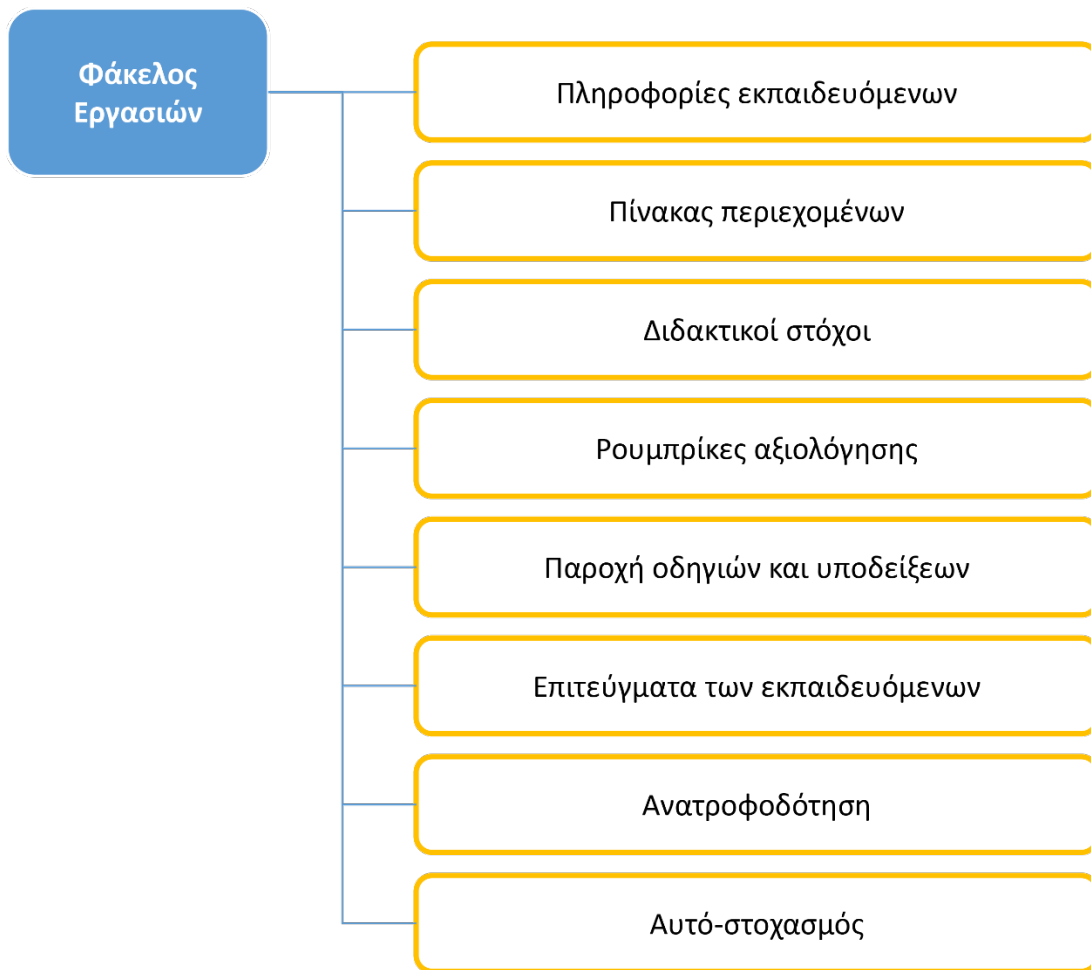 Φάκελος
Εργασιών
Πληροφορίες εκπαιδευόμενων
Πίνακας περιεχομένων
Διδακτικοί στόχοι
Ρουμπρίκες αξιολόγησης
Παροχή οδηγιών και υποδείξεων
Επιτεύγματα των εκπαιδευόμενων
Ανατροφοδότηση
Αυτό-στοχασμός